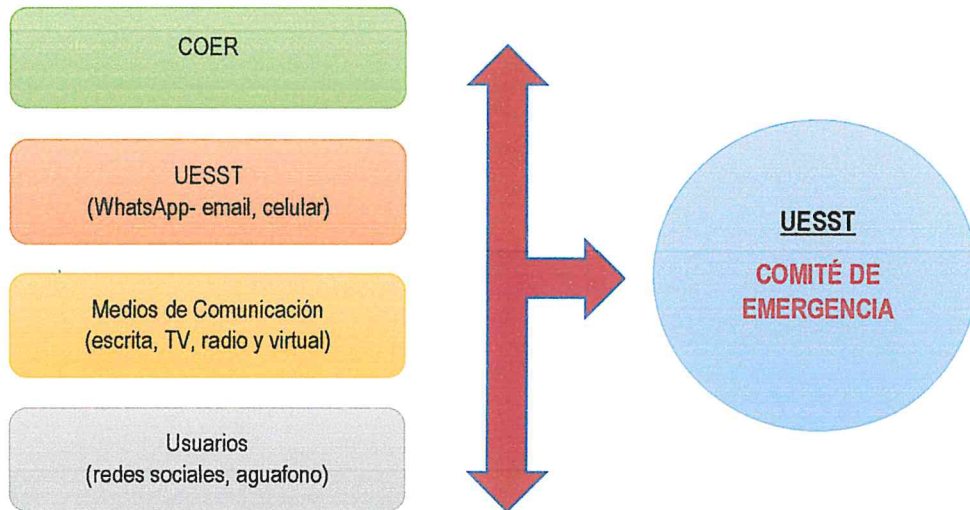 COER
UESST
(WhatsApp- email, celular)
Medios de Comunicación
(escrita, TV, radio y virtual)
Usuarios
(redes sociales, aguafono)
UESST
COMITÉ DE
EMERGENCIA